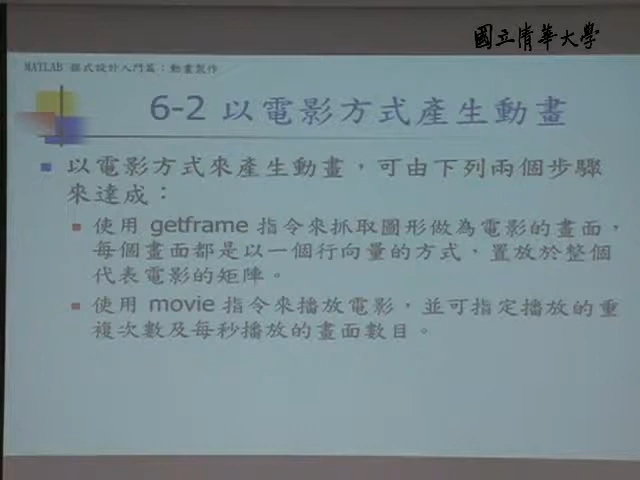 國立清華大學
MATLAB 程式設計入門篇：動畫製作
6-2 以電影方式產生動畫
以電影方式來產生動畫，可由下列兩個步驟
來達成：
使用 getframe 指令來抓取圖形做為電影的畫面，
每個畫面都是以一個行向量的方式，置放於整個
代表電影的矩陣。
使用 movie 指令來播放電影，並可指定播放的重
複次數及每秒播放的畫面數目。